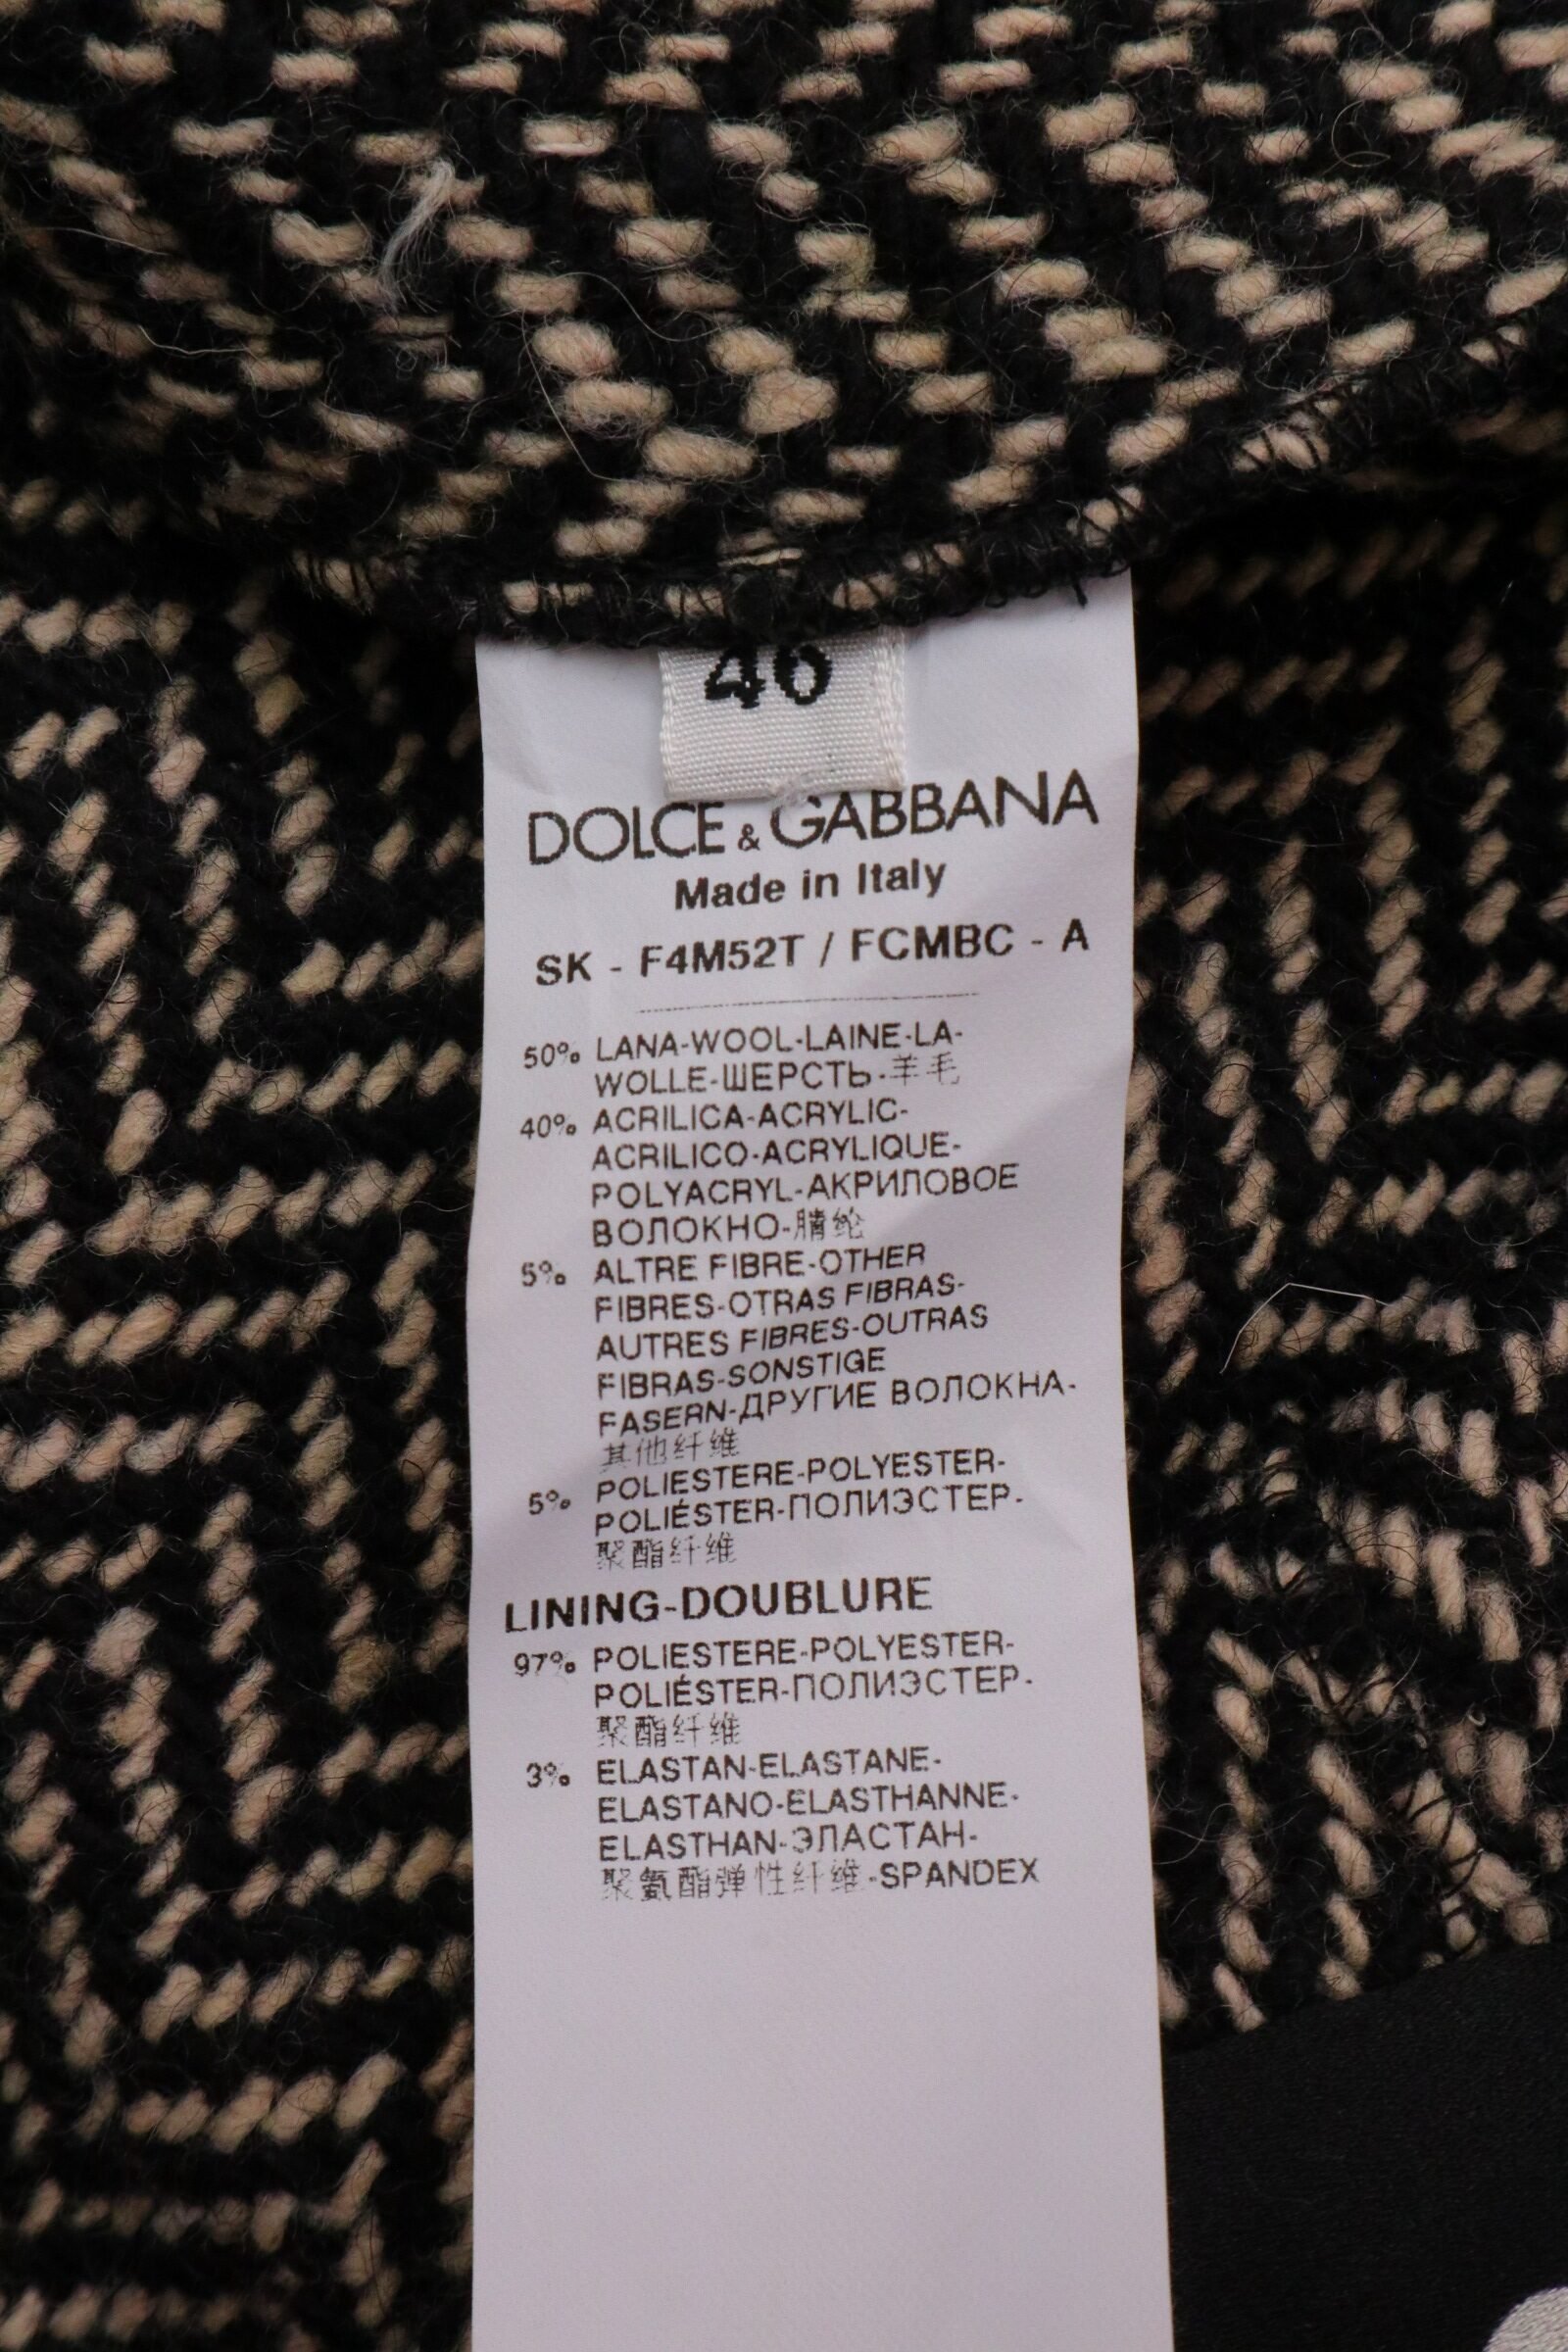 46
DOLCE & GABBANA
Made in Italy
SK - F4M52T / FCMBC - A
50% LANA-WOOL-LAINE-LA-
WOLLE-ШЕРСТЬ-羊毛
40% ACRILICA-ACRYLIC-
ACRILICO-ACRYLIQUE-
POLYACRYL-АКРИЛОВОЕ
ВОЛОКНО-腈纶
5% ALTRE FIBRE-OTHER
FIBRES-OTRAS FIBRAS-
AUTRES FIBRES-OUTRAS
FIBRAS-SONSTIGE
FASERN-ДРУГИЕ ВОЛОКНА-
其他纤维
5% POLIESTERE-POLYESTER-
POLIÉSTER-ПОЛИЭСТЕР-
聚酯纤维
LINING-DOUBLURE
97% POLIESTERE-POLYESTER-
POLIÉSTER-ПОЛИЭСТЕР-
聚酯纤维
3% ELASTAN-ELASTANE-
ELASTANO-ELASTHANNE-
ELASTHAN-ЭЛАСТАН-
聚氨酯弹性纤维-SPANDEX